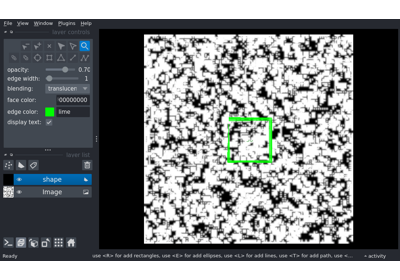 File View Window Plugins Help
layer controls
opacity: 0.70
edge width: 1
blending: translucen
face color: 00000000
edge color: lime
display text:
layer list
shape
Image
Ready use <R> for add rectangles, use <E> for add ellipses, use <L> for add lines, use <T> for add path, use <... activity